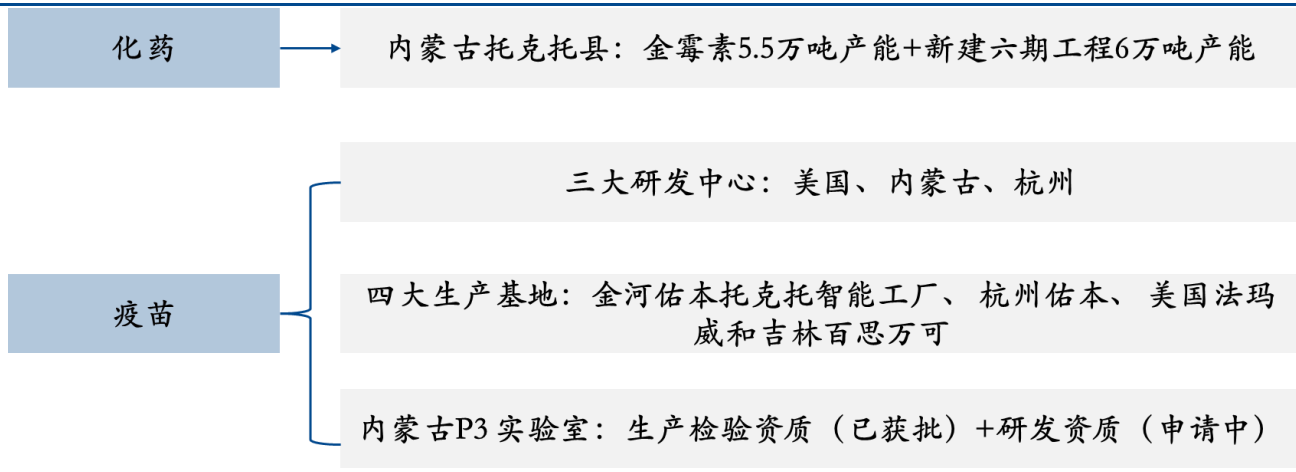 化药
内蒙古托克托县：金霉素5.5万吨产能+新建六期工程6万吨产能
三大研发中心：美国、内蒙古、杭州
疫苗
四大生产基地：金河佑本托克托智能工厂、杭州佑本、 美国法玛
威和吉林百思万可
内蒙古P3 实验室：生产检验资质（已获批）+研发资质（申请中）